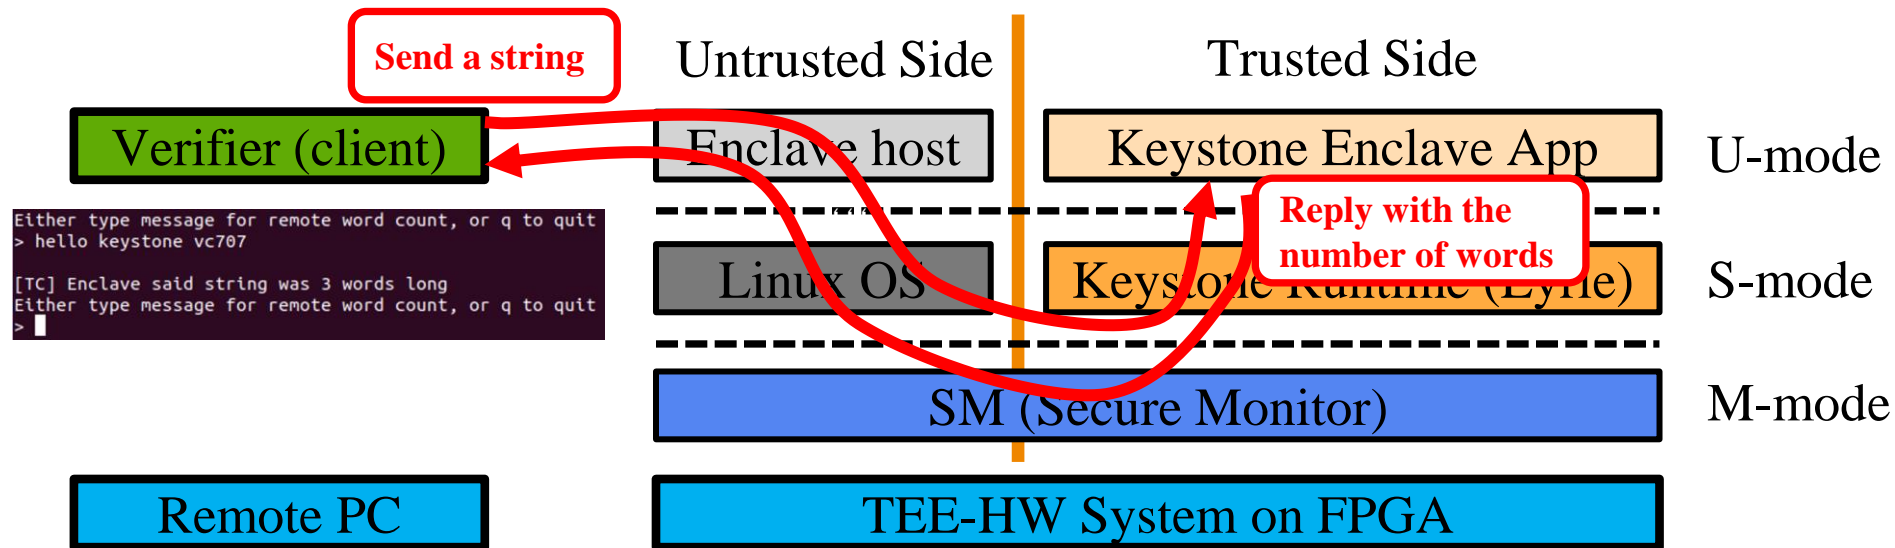 Send a string
Untrusted Side
Trusted Side
Verifier (client)
Enclave host
Keystone Enclave App
U-mode
Either type message for remote word count, or q to quit
> hello keystone vc707
[TC] Enclave said string was 3 words long
Either type message for remote word count, or q to quit
>
Reply with the
number of words
Linux OS
Keystone Runtime (Eyrie)
S-mode
SM (Secure Monitor)
M-mode
Remote PC
TEE-HW System on FPGA